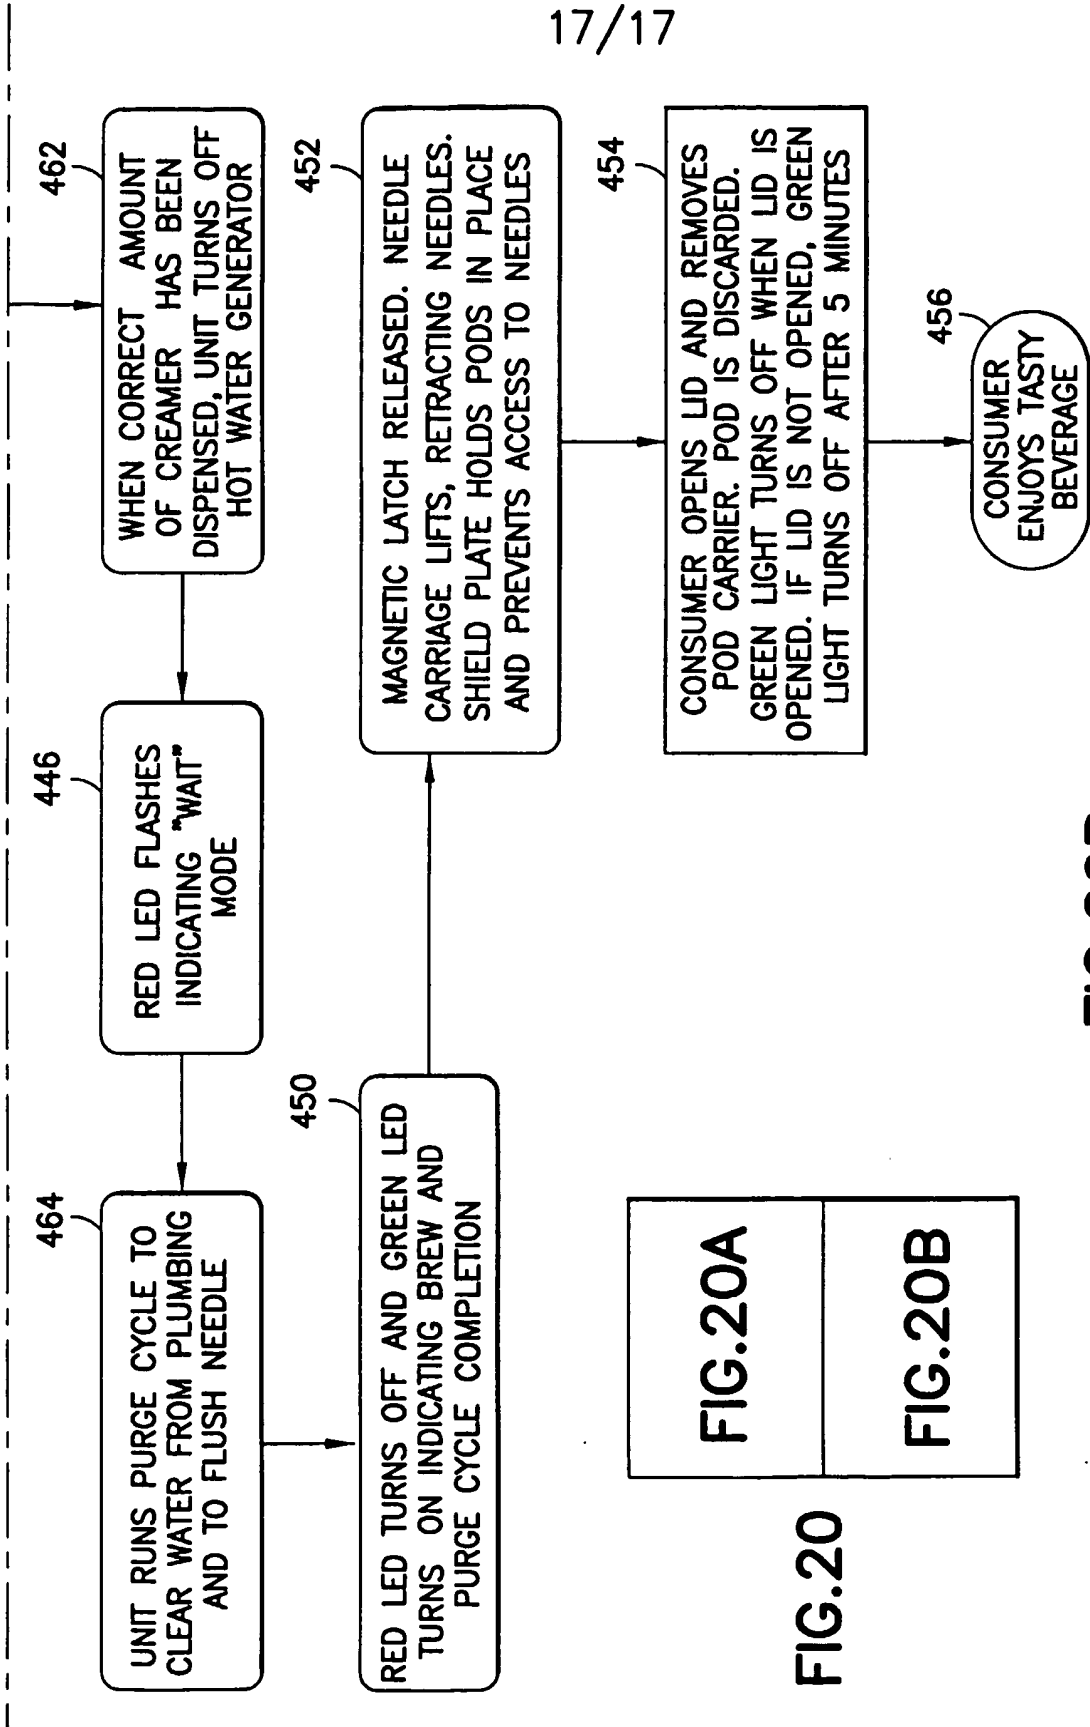 17/17
462
WHEN CORRECT AMOUNT
OF CREAMER HAS BEEN
DISPENSED, UNIT TURNS OFF
HOT WATER GENERATOR
446
RED LED FLASHES
INDICATING "WAIT"
MODE
464
UNIT RUNS PURGE CYCLE TO
CLEAR WATER FROM PLUMBING
AND TO FLUSH NEEDLE
450
RED LED TURNS OFF AND GREEN LED
TURNS ON INDICATING BREW AND
PURGE CYCLE COMPLETION
452
MAGNETIC LATCH RELEASED. NEEDLE
CARRIAGE LIFTS, RETRACTING NEEDLES.
SHIELD PLATE HOLDS PODS IN PLACE
AND PREVENTS ACCESS TO NEEDLES
454
CONSUMER OPENS LID AND REMOVES
POD CARRIER. POD IS DISCARDED.
GREEN LIGHT TURNS OFF WHEN LID IS
OPENED. IF LID IS NOT OPENED, GREEN
LIGHT TURNS OFF AFTER 5 MINUTES
456
CONSUMER
ENJOYS TASTY
BEVERAGE
FIG.20A
FIG.20B
FIG.20